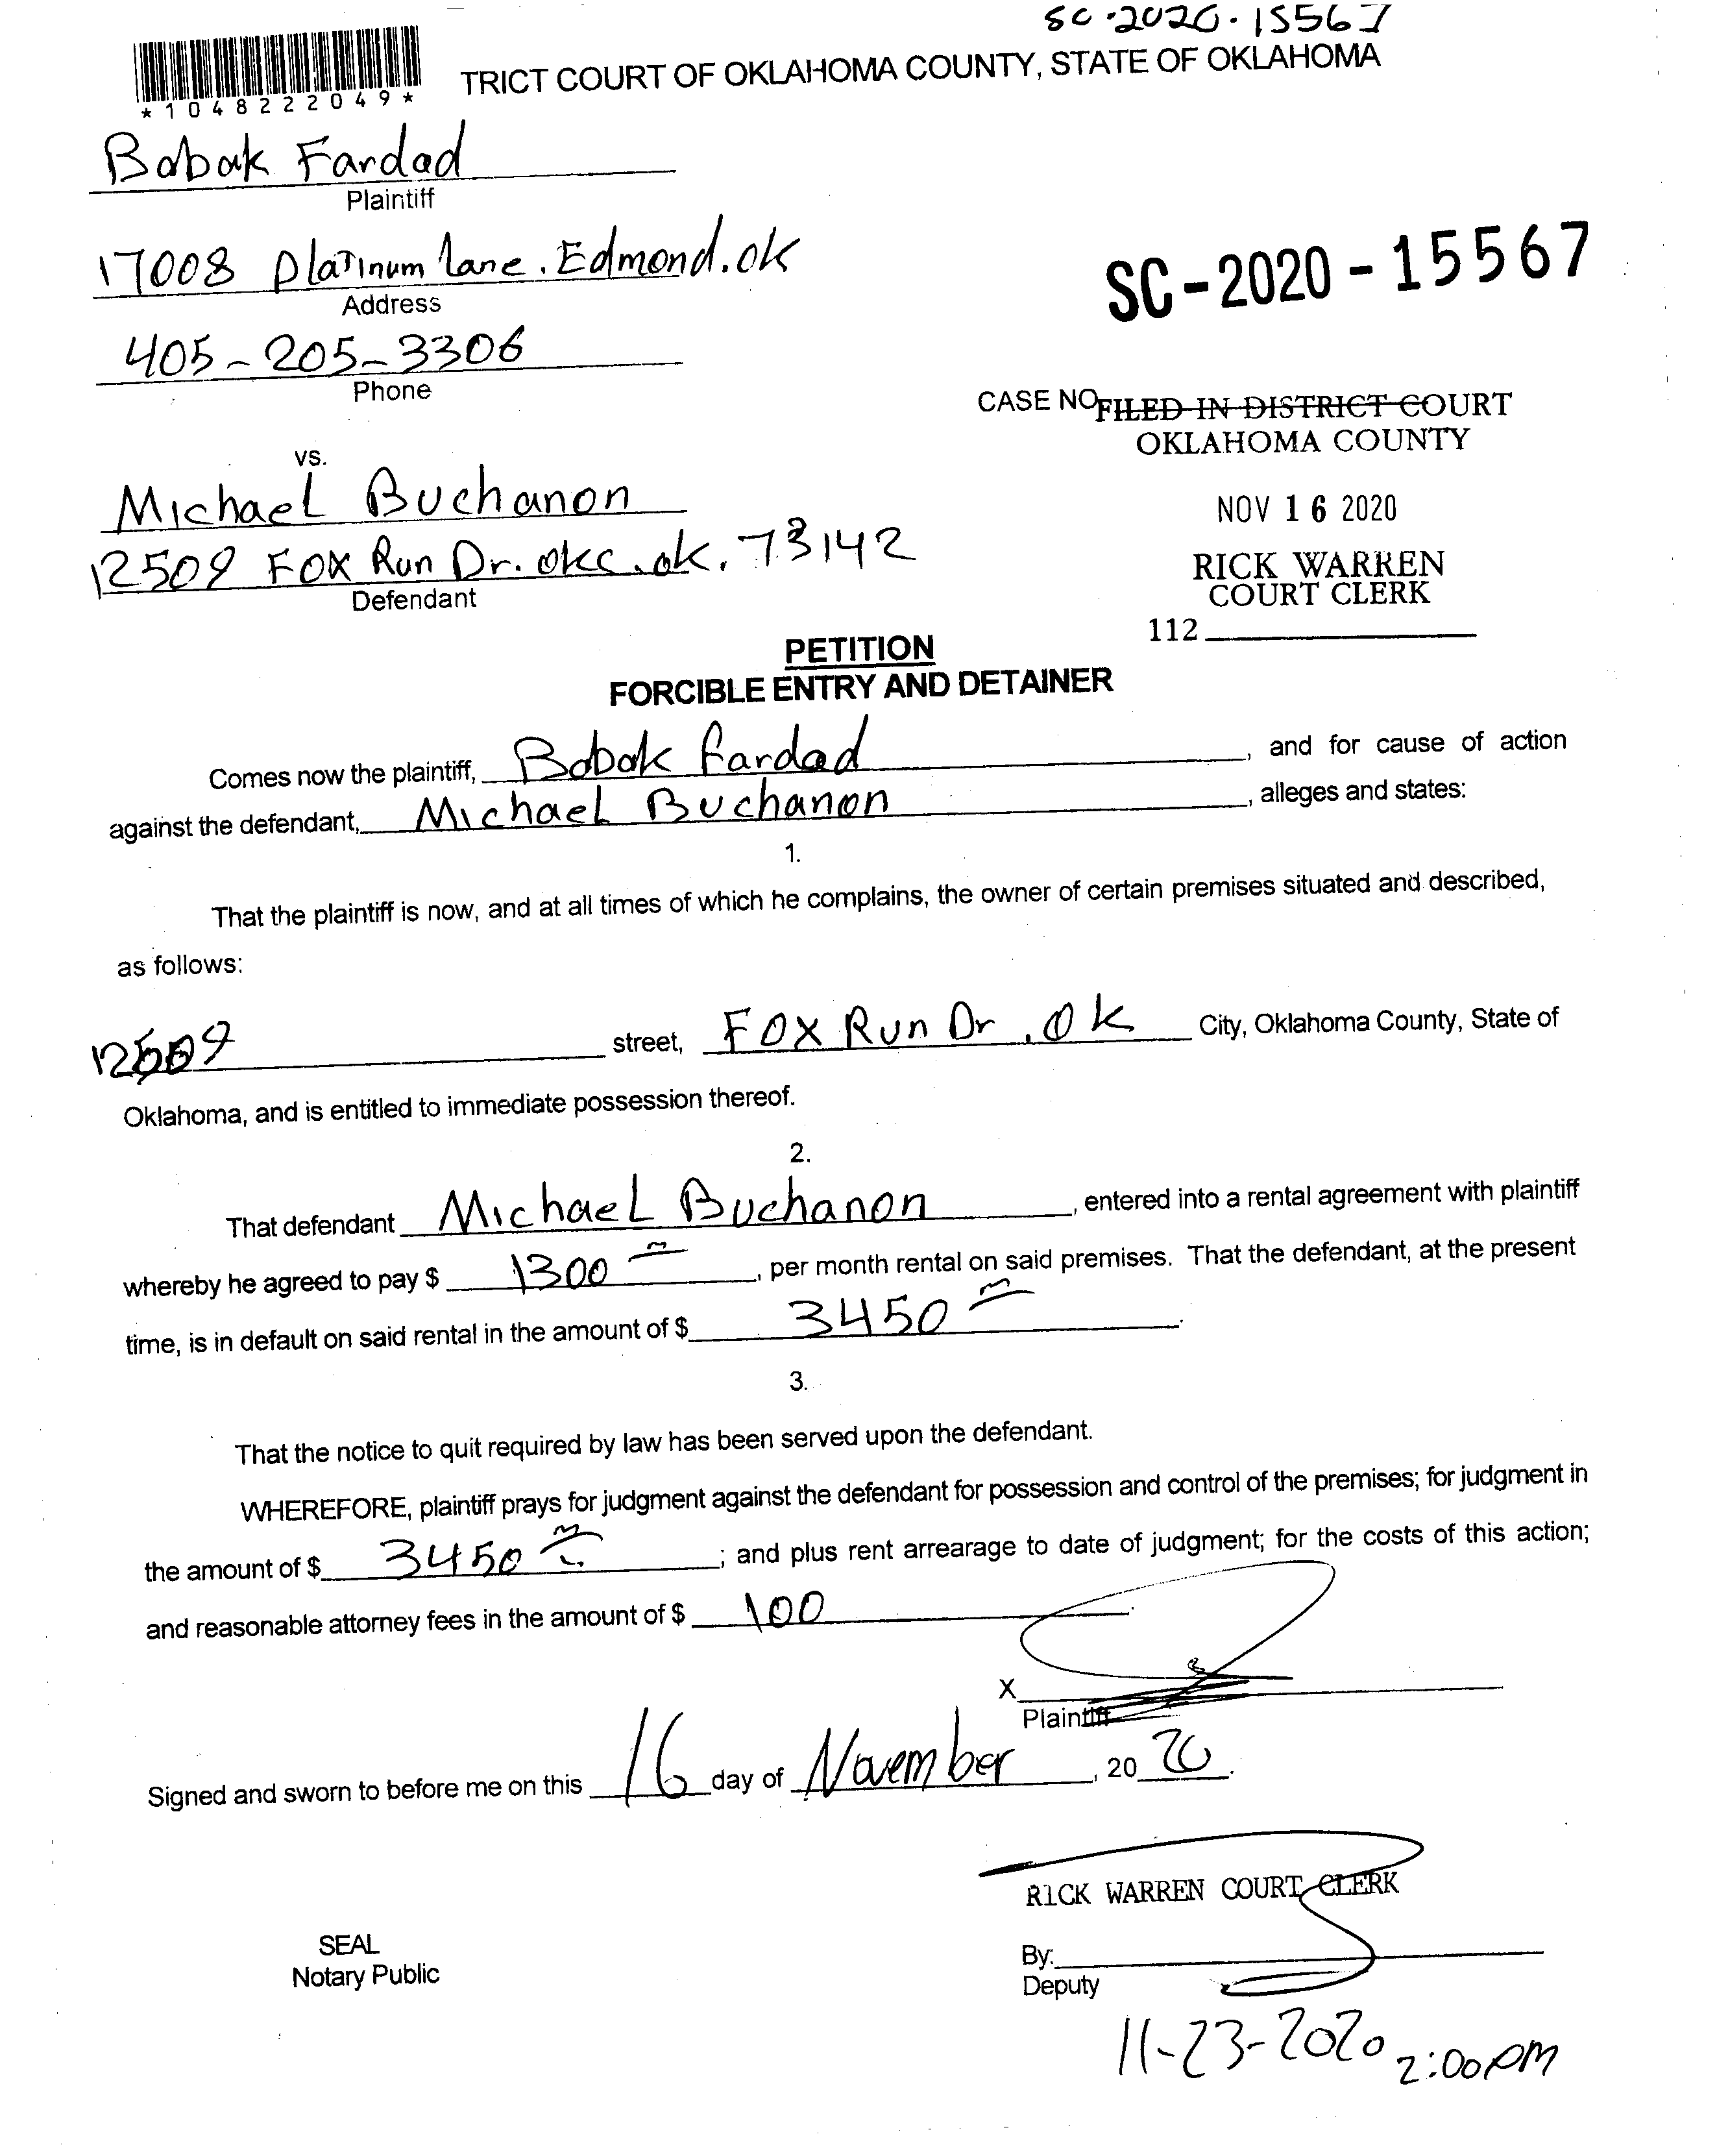 SC-2020-15567
*1048222049*
TRICT COURT OF OKLAHOMA COUNTY, STATE OF OKLAHOMA
Babak Fardad
Plaintiff
17008 Platinum Lane. Edmond. ok
Address
SC-2020-15567
405-205-3306
Phone
CASE NO FILED IN DISTRICT COURT
OKLAHOMA COUNTY
vs.
Michael Buchanon
NOV 16 2020
12509 FOX Run Dr. okc. ok. 73142
RICK WARREN
COURT CLERK
Defendant
112
PETITION
FORCIBLE ENTRY AND DETAINER
Comes now the plaintiff, Babak Fardad, and for cause of action
against the defendant, Michael Buchanon, alleges and states:
1.
That the plaintiff is now, and at all times of which he complains, the owner of certain premises situated and described,
as follows:
12509 street, FOX Run Dr. Ok City, Oklahoma County, State of
Oklahoma, and is entitled to immediate possession thereof.
2.
That defendant Michael Buchanon, entered into a rental agreement with plaintiff
whereby he agreed to pay $ 1300, per month rental on said premises. That the defendant, at the present
time, is in default on said rental in the amount of $ 3450.
3.
That the notice to quit required by law has been served upon the defendant.
WHEREFORE, plaintiff prays for judgment against the defendant for possession and control of the premises; for judgment in
the amount of $ 3450; and plus rent arrearage to date of judgment; for the costs of this action;
and reasonable attorney fees in the amount of $ 100.
X
Plaintiff
Signed and sworn to before me on this 16 day of November, 20 20.
RICK WARREN COURT CLERK
SEAL
Notary Public
By:
Deputy
11-23-2020 2:00 PM